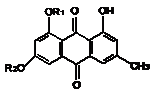 OR₁ O OH
R₂O CH₃
O